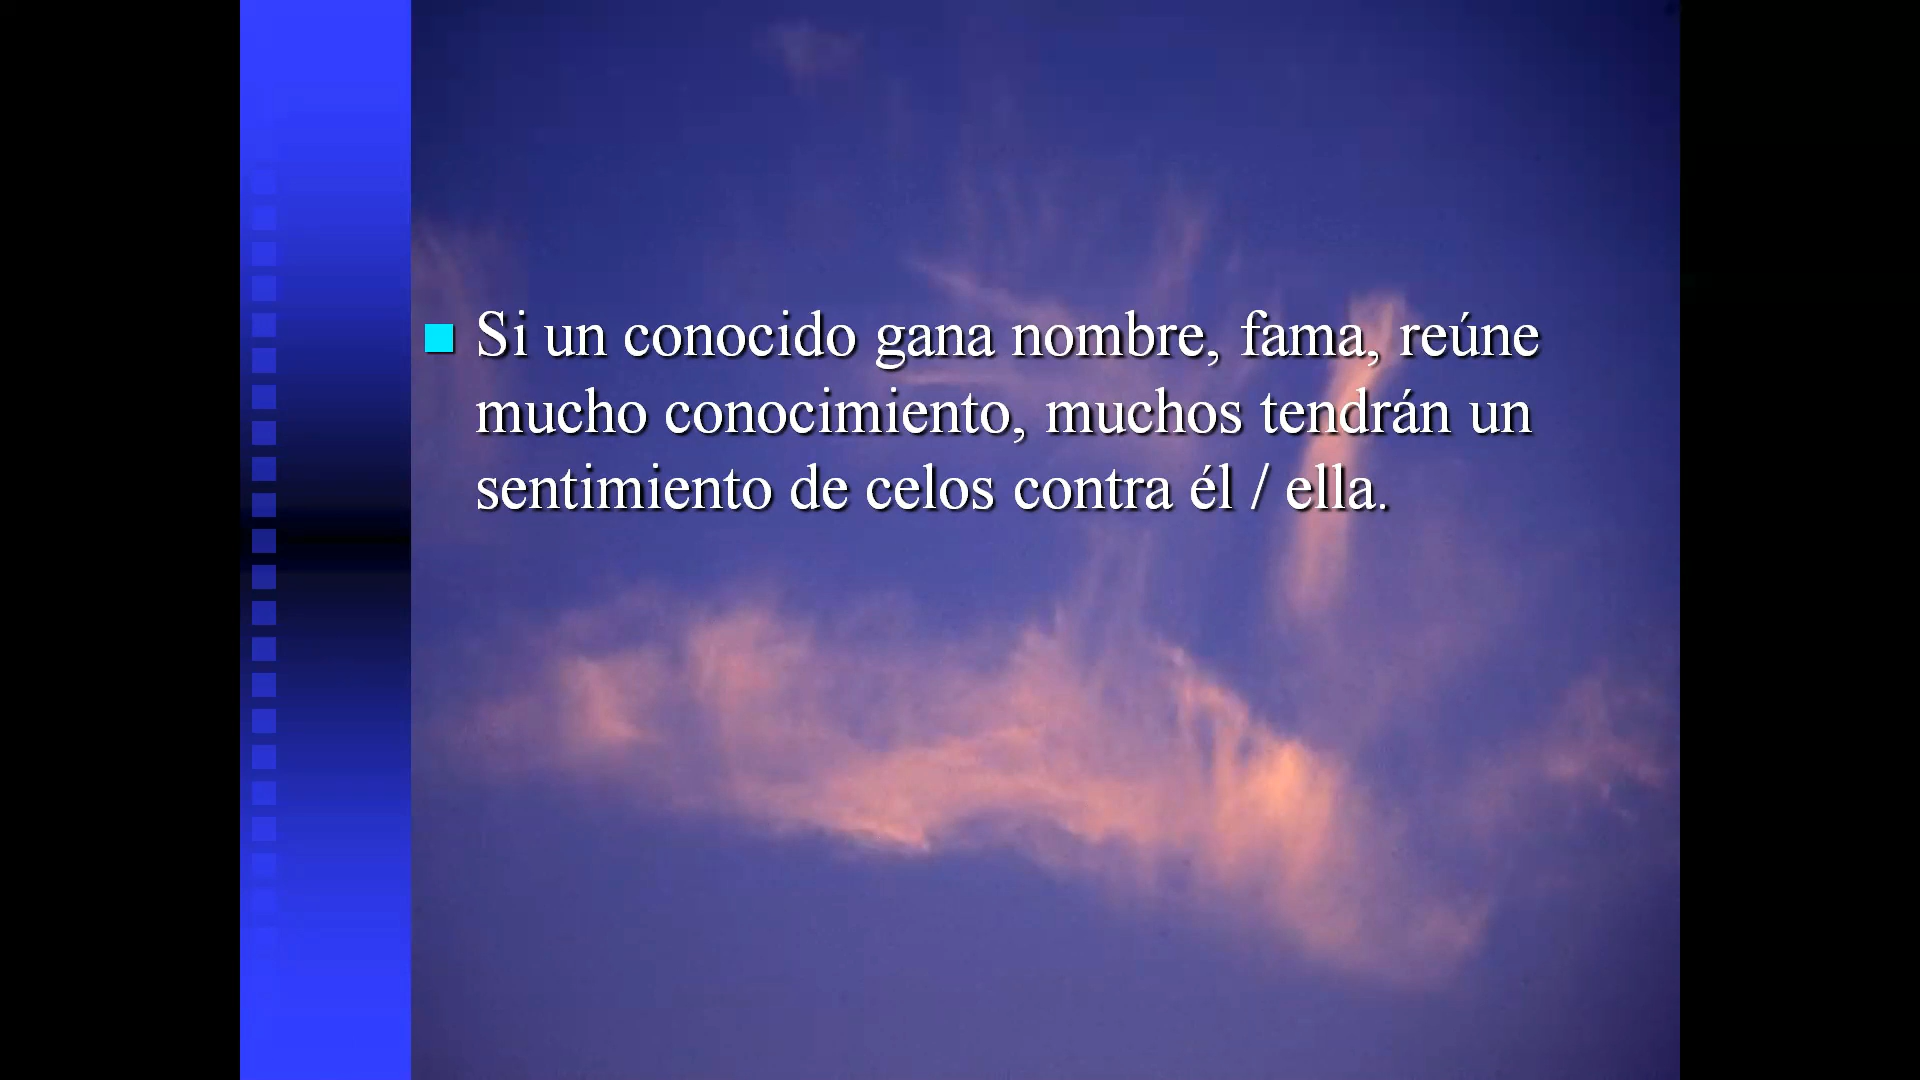 Si un conocido gana nombre, fama, reúne
mucho conocimiento, muchos tendrán un
sentimiento de celos contra él / ella.